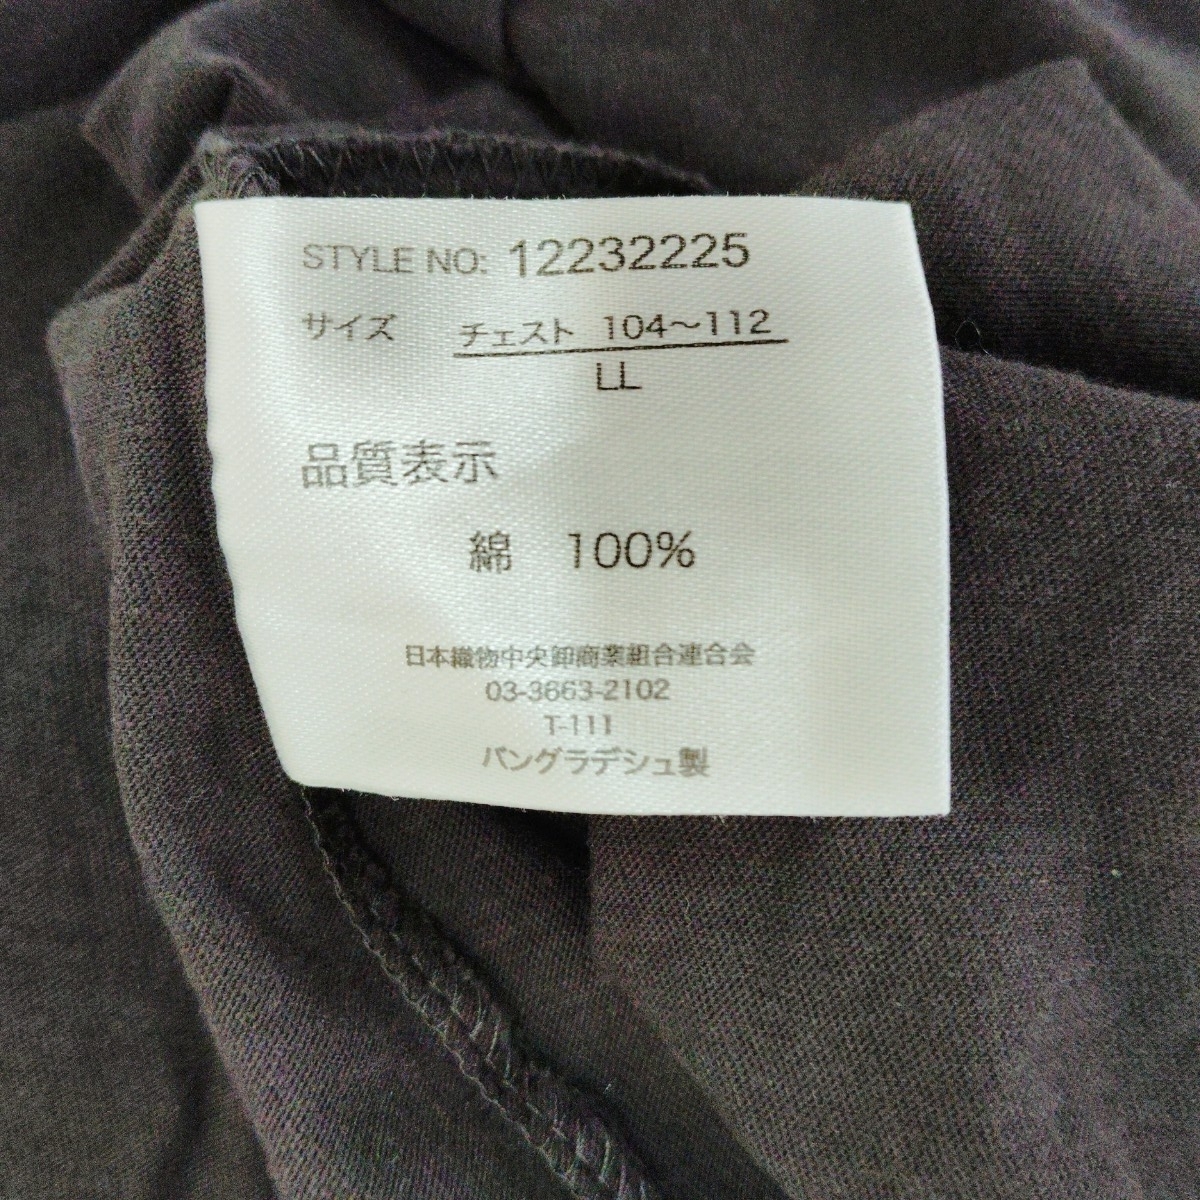 STYLE NO: 12232225
サイズ チェスト 104〜112
LL
品質表示
綿 100%
日本織物中央卸商業組合連合会
03-3663-2102
T-111
バングラデシュ製